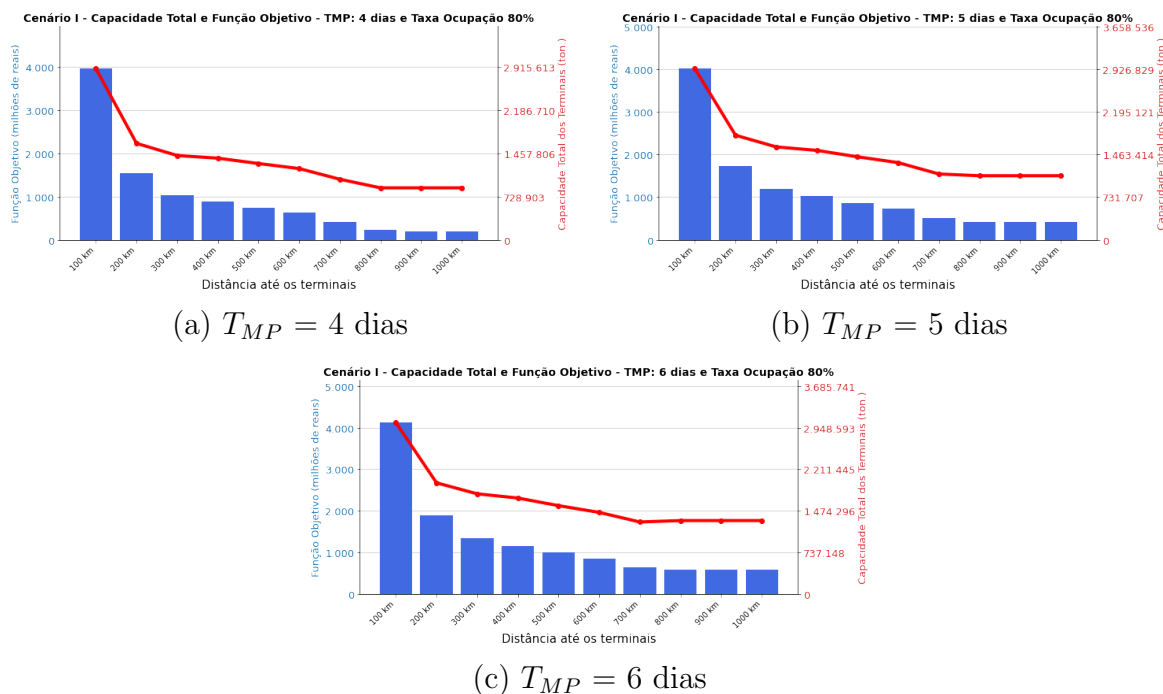 Cenário I - Capacidade Total e Função Objetivo - TMP: 4 dias e Taxa Ocupação 80%
Função Objetivo (milhões de reais)
4 000
3 000
2 000
1 000
0
2.915.613
2.186.710
1.457.806
728.903
0
Capacidade Total dos Terminais (ton.)
100 km
200 km
300 km
400 km
500 km
600 km
700 km
800 km
900 km
1000 km
Distância até os terminais
(a) T_MP = 4 dias
Cenário I - Capacidade Total e Função Objetivo - TMP: 5 dias e Taxa Ocupação 80%
Função Objetivo (milhões de reais)
5 000
4 000
3 000
2 000
1 000
0
3.658.536
2.926.829
2.195.121
1.463.414
731.707
0
Capacidade Total dos Terminais (ton.)
100 km
200 km
300 km
400 km
500 km
600 km
700 km
800 km
900 km
1000 km
Distância até os terminais
(b) T_MP = 5 dias
Cenário I - Capacidade Total e Função Objetivo - TMP: 6 dias e Taxa Ocupação 80%
Função Objetivo (milhões de reais)
5 000
4 000
3 000
2 000
1 000
0
3.685.741
2.948.593
2.211.445
1.474.296
737.148
0
Capacidade Total dos Terminais (ton.)
100 km
200 km
300 km
400 km
500 km
600 km
700 km
800 km
900 km
1000 km
Distância até os terminais
(c) T_MP = 6 dias